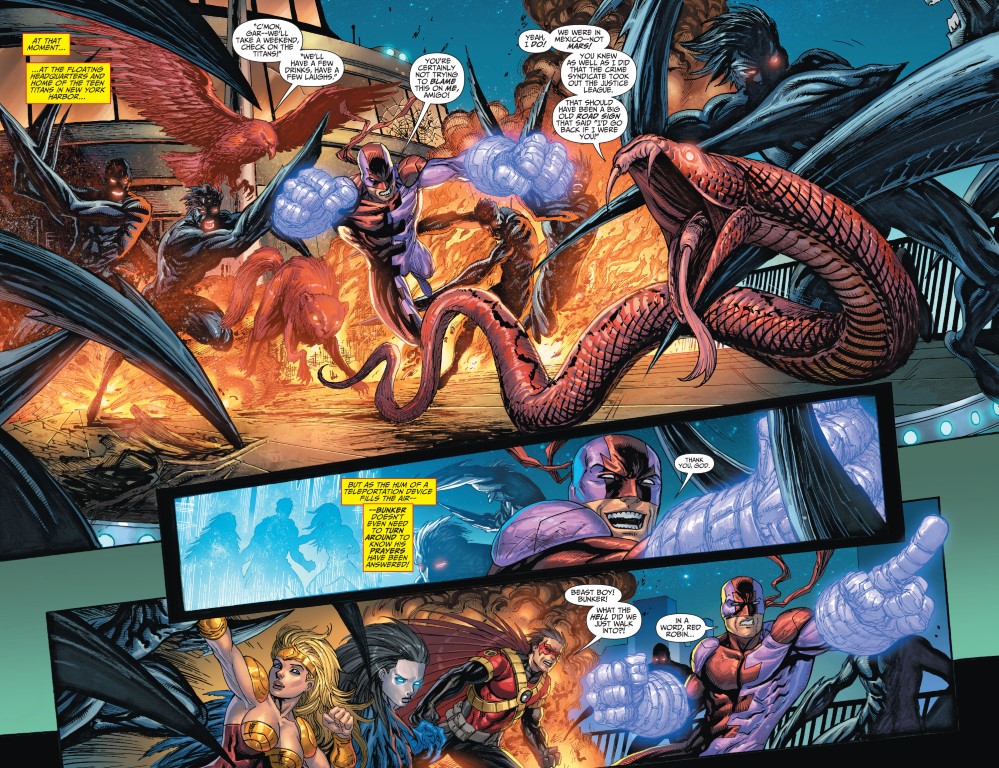 AT THAT
MOMENT...
...AT THE FLOATING
HEADQUARTERS AND
HOME OF THE TEEN
TITANS IN NEW YORK
HARBOR...
"C'MON,
GAR--WE'LL
TAKE A WEEKEND,
CHECK ON THE
TITANS!"
"WE'LL
HAVE A FEW
DRINKS, HAVE A
FEW LAUGHS."
YOU'RE
CERTAINLY
NOT TRYING
TO BLAME
THIS ON ME,
AMIGO!
YEAH,
I DO!
WE WERE IN
MEXICO--NOT
MARS!
YOU KNEW
AS WELL AS I DID
THAT THE CRIME
SYNDICATE TOOK
OUT THE JUSTICE
LEAGUE.
THAT SHOULD
HAVE BEEN A BIG
OLD ROAD SIGN
THAT SAID "I'D GO
BACK IF I WERE
YOU!"
BUT AS THE HUM OF A
TELEPORTATION DEVICE
FILLS THE AIR--
--BUNKER
DOESN'T
EVEN NEED
TO TURN
AROUND TO
KNOW HIS
PRAYERS
HAVE BEEN
ANSWERED!
THANK
YOU, GOD.
BEAST BOY!
BUNKER!
WHAT THE
HELL DID WE
JUST WALK
INTO?!
IN A
WORD, RED
ROBIN...